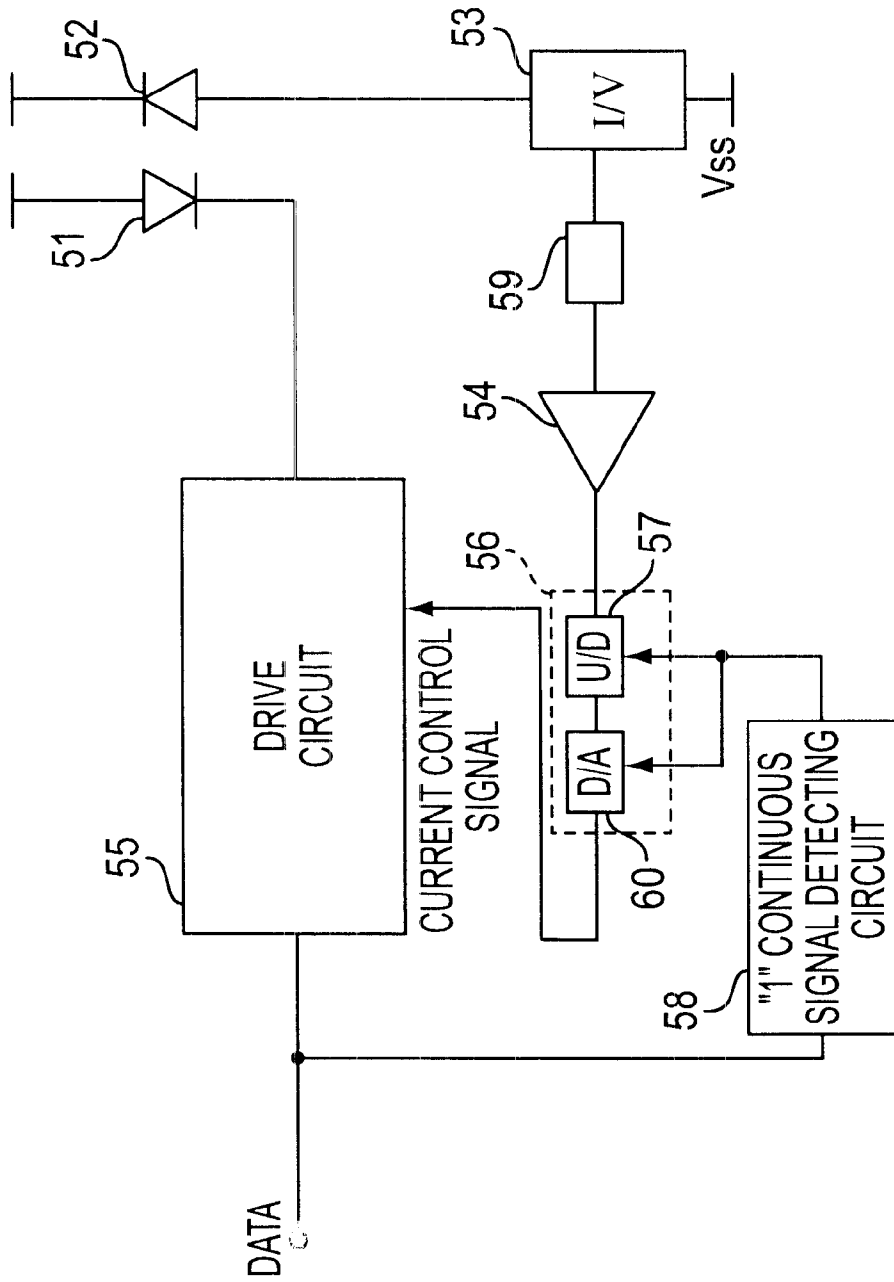 52
51
53
I/V
Vss
59
54
55
DRIVE
CIRCUIT
CURRENT CONTROL
SIGNAL
56
57
U/D
D/A
60
58
"1" CONTINUOUS
SIGNAL DETECTING
CIRCUIT
DATA